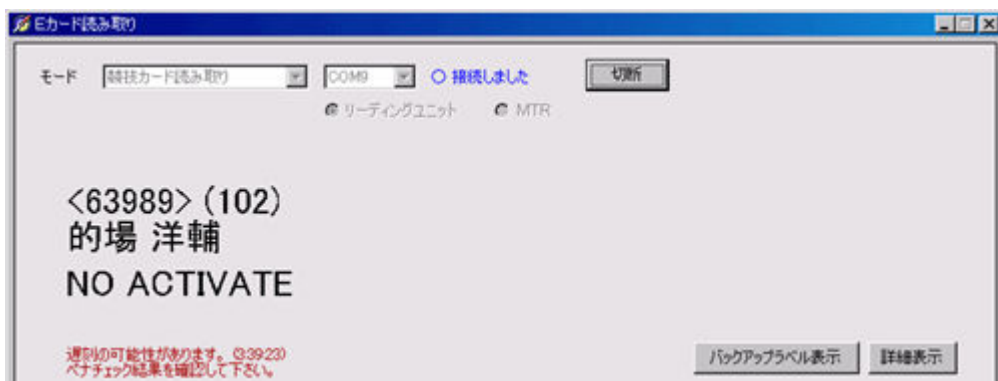 Eカード読み取り
モード 競技カード読み取り COM9 ○ 接続しました 切断
リーディングユニット MTR
<63989> (102)
的場 洋輔
NO ACTIVATE
遅刻の可能性があります。(3:39:23)
ペナチェック結果を確認して下さい。
バックアップラベル表示 詳細表示